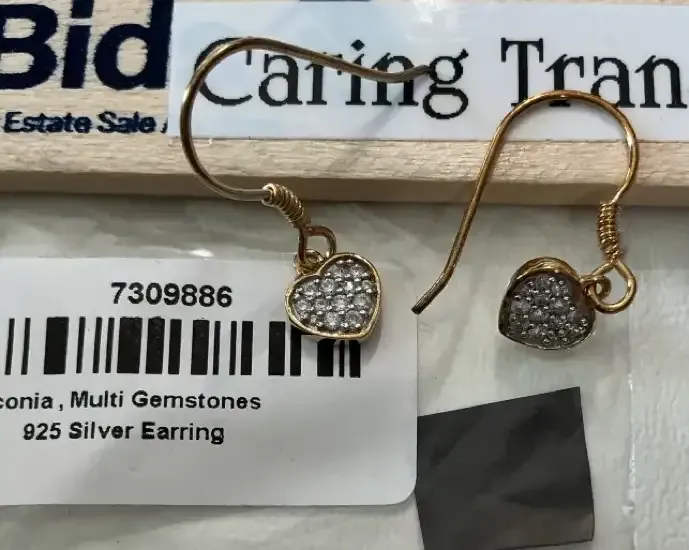 Bid
Estate Sale
Caring Tran
7309886
conia, Multi Gemstones
925 Silver Earring